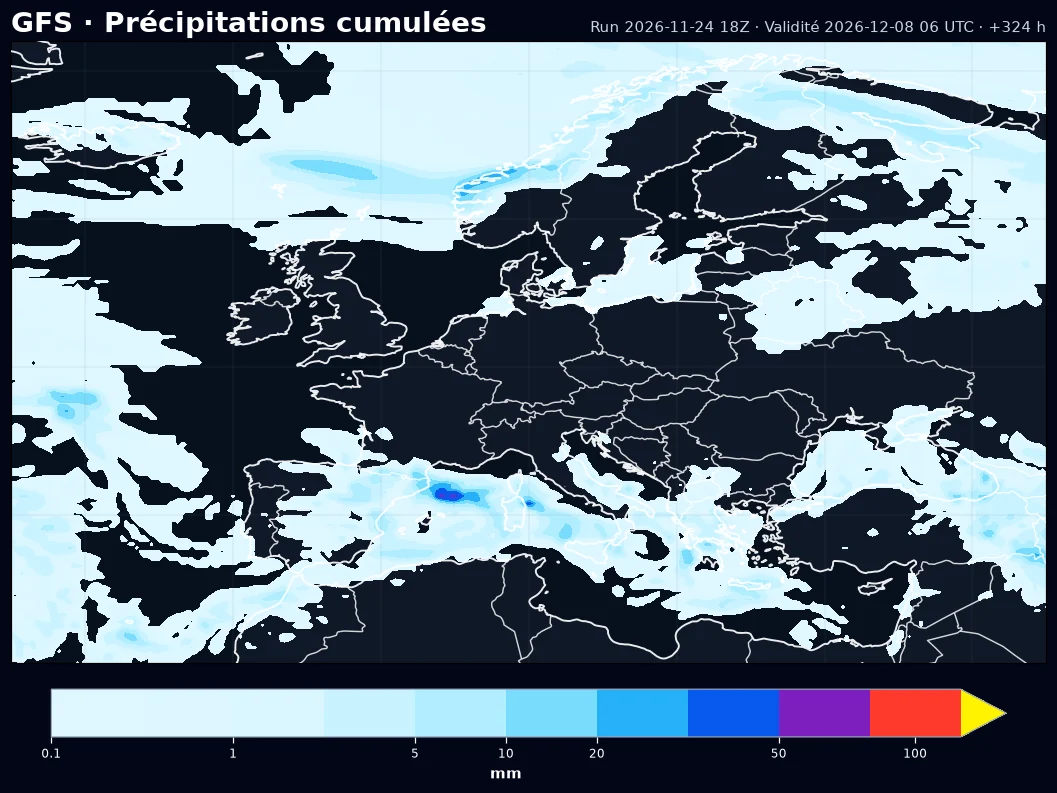 GFS · Précipitations cumulées
Run 2026-11-24 18Z · Validité 2026-12-08 06 UTC · +324 h
0.1 1 5 10 20 50 100
mm